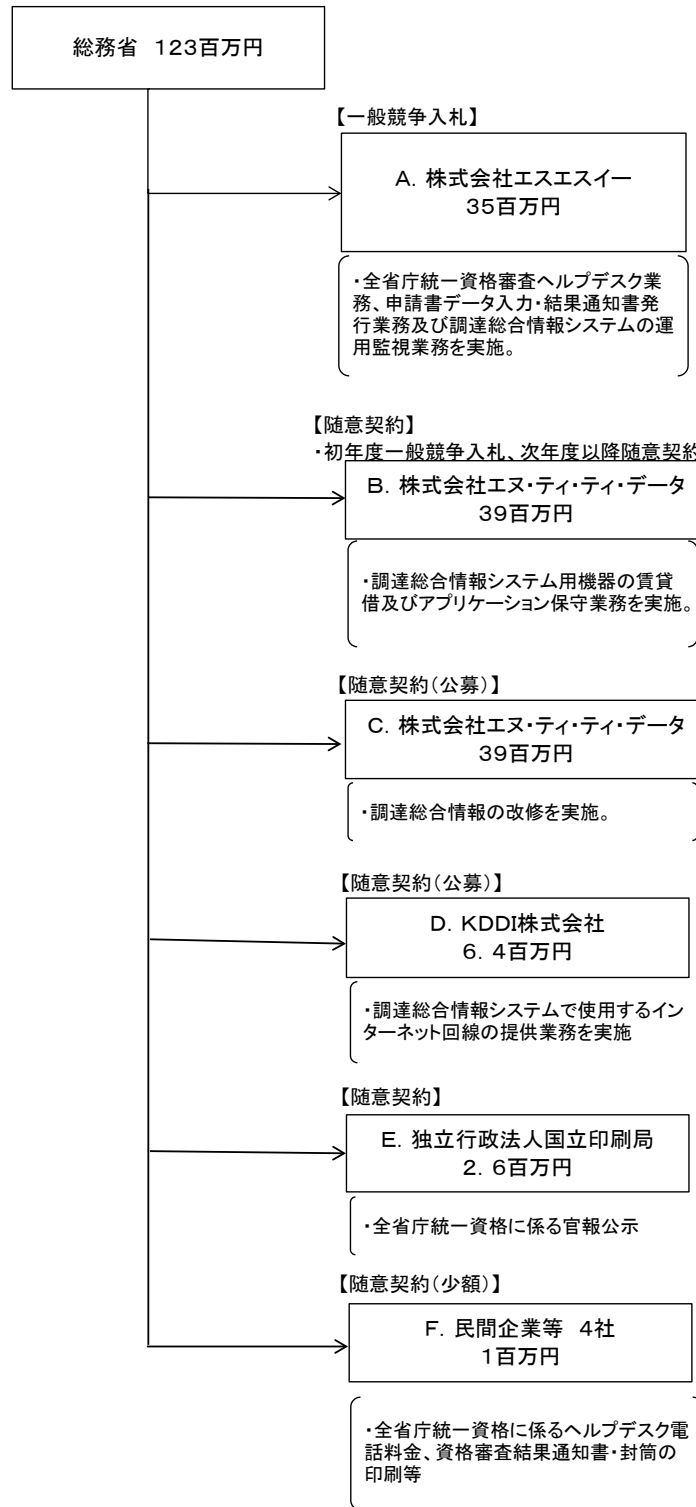 総務省　１２３百万円
【一般競争入札】
Ａ．株式会社エスエスイー
３５百万円
・全省庁統一資格審査ヘルプデスク業
務、申請書データ入力・結果通知書発
行業務及び調達総合情報システムの運
用監視業務を実施。
【随意契約】
・初年度一般競争入札、次年度以降随意契約
Ｂ．株式会社エヌ・ティ・ティ・データ
３９百万円
・調達総合情報システム用機器の賃貸
借及びアプリケーション保守業務を実施。
【随意契約（公募）】
Ｃ．株式会社エヌ・ティ・ティ・データ
３９百万円
・調達総合情報の改修を実施。
【随意契約（公募）】
Ｄ．ＫＤＤＩ株式会社
６．４百万円
・調達総合情報システムで使用するイン
ターネット回線の提供業務を実施
【随意契約】
Ｅ．独立行政法人国立印刷局
２．６百万円
・全省庁統一資格に係る官報公示
【随意契約（少額）】
Ｆ．民間企業等　４社
１百万円
・全省庁統一資格に係るヘルプデスク電
話料金、資格審査結果通知書・封筒の
印刷等